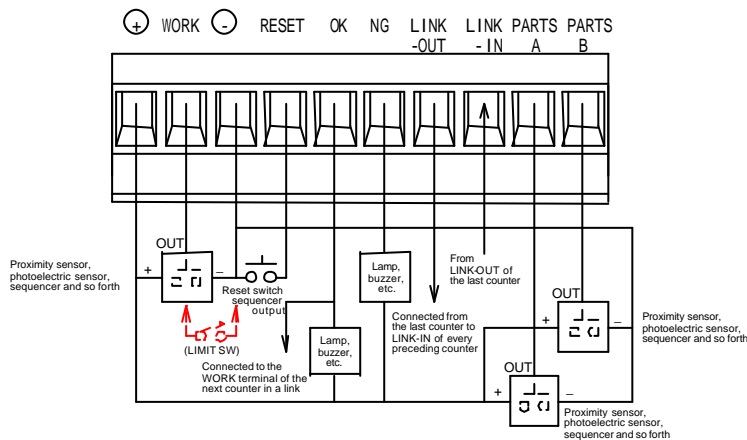 + WORK - RESET OK NG LINK LINK PARTS PARTS
-OUT - IN A B
OUT
Proximity sensor,
photoelectric sensor,
sequencer and so forth
+ −
Reset switch
sequencer
output
(LIMIT SW)
Connected to the
WORK terminal of the
next counter in a link
Lamp,
buzzer,
etc.
Lamp,
buzzer,
etc.
Connected from
the last counter to
LINK-IN of every
preceding counter
From
LINK-OUT of
the last counter
OUT
+ −
Proximity sensor,
photoelectric sensor,
sequencer and so forth
OUT
+ −
Proximity sensor,
photoelectric sensor,
sequencer and so forth